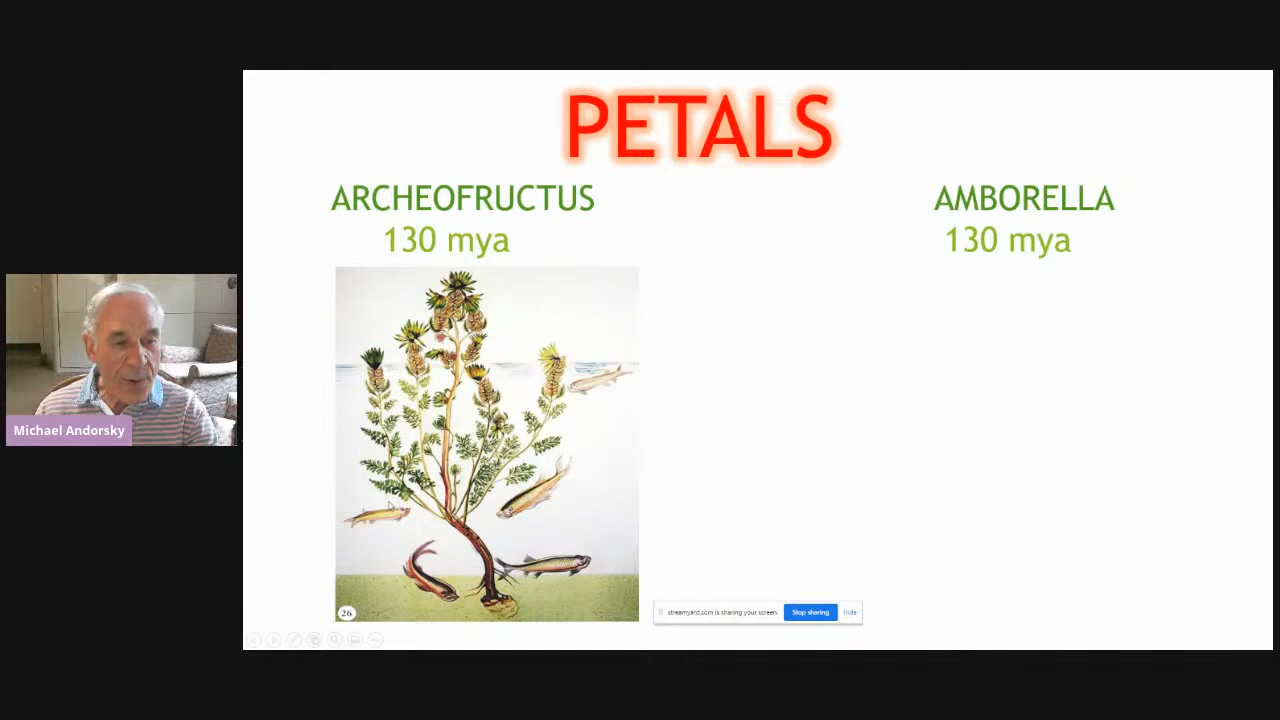 PETALS
ARCHEOFRUCTUS
130 mya
AMBORELLA
130 mya
Michael Andorsky
26
streamyard.com is sharing your screen.
Stop sharing
Hide